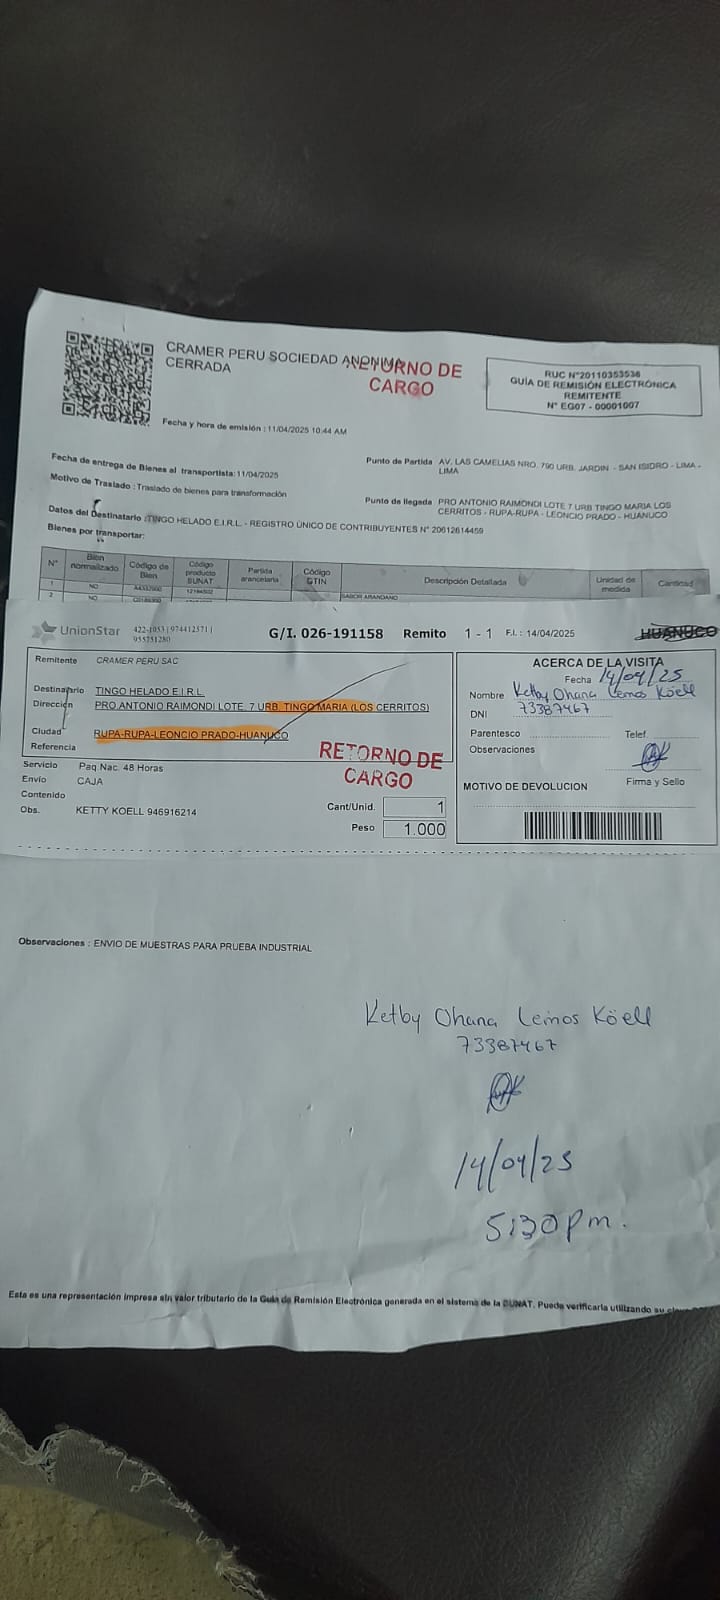 CRAMER PERU SOCIEDAD ANONIMA
CERRADA
RETORNO DE
CARGO
RUC N°20110353536
GUÍA DE REMISIÓN ELECTRÓNICA
REMITENTE
N° EG07 - 00001007
Fecha y hora de emisión : 11/04/2025 10:44 AM
Fecha de entrega de Bienes al transportista: 11/04/2025
Punto de Partida AV. LAS CAMELIAS NRO. 790 URB. JARDIN - SAN ISIDRO - LIMA -
LIMA
Motivo de Traslado : Traslado de bienes para transformación
Punto de llegada PRO ANTONIO RAIMONDI LOTE 7 URB TINGO MARIA LOS
CERRITOS - RUPA-RUPA - LEONCIO PRADO - HUANUCO
Datos del Destinatario : TINGO HELADO E.I.R.L. - REGISTRO ÚNICO DE CONTRIBUYENTES N° 20612614459
Bienes por transportar:
N° Bien normalizado Código de Bien Código producto SUNAT Partida arancelaria Código GTIN Descripción Detallada Unidad de medida Cantidad
1 NO 12164502
2 NO SABOR ARANDANO
UnionStar 422-1053 | 974412571 |
955751280
G/I. 026-191158 Remito 1 - 1 F.I.: 14/04/2025 HUANUCO
Remitente CRAMER PERU SAC
Destinatario TINGO HELADO E.I.R.L.
Dirección PRO.ANTONIO RAIMONDI LOTE. 7 URB. TINGO MARIA (LOS CERRITOS)
Ciudad RUPA-RUPA-LEONCIO PRADO-HUANUCO
Referencia
RETORNO DE
CARGO
Servicio Paq.Nac. 48 Horas
Envío CAJA
Contenido
Obs. KETTY KOELL 946916214
Cant/Unid. 1
Peso 1.000
ACERCA DE LA VISITA
Fecha 14/04/25
Nombre Ketby Ohana Lemos Köell
DNI 73387467
Parentesco Telef.
Observaciones
Firma y Sello
MOTIVO DE DEVOLUCION
Observaciones : ENVIO DE MUESTRAS PARA PRUEBA INDUSTRIAL
Ketby Ohana Lemos Köell
73387467
14/04/25
5:30 pm.
Esta es una representación impresa sin valor tributario de la Guía de Remisión Electrónica generada en el sistema de la SUNAT. Puede verificarla utilizando su